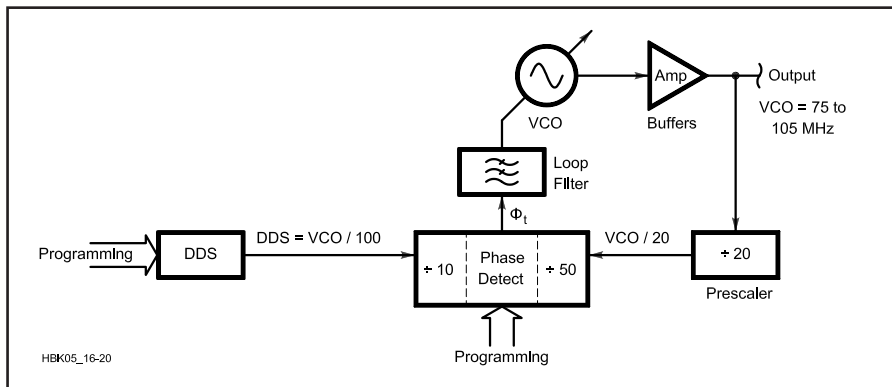 Amp
Output
VCO
Buffers
VCO = 75 to
105 MHz
Loop
Filter
Φt
Programming
DDS
DDS = VCO / 100
÷ 10
Phase
Detect
÷ 50
VCO / 20
÷ 20
Prescaler
Programming
HBK05_16-20